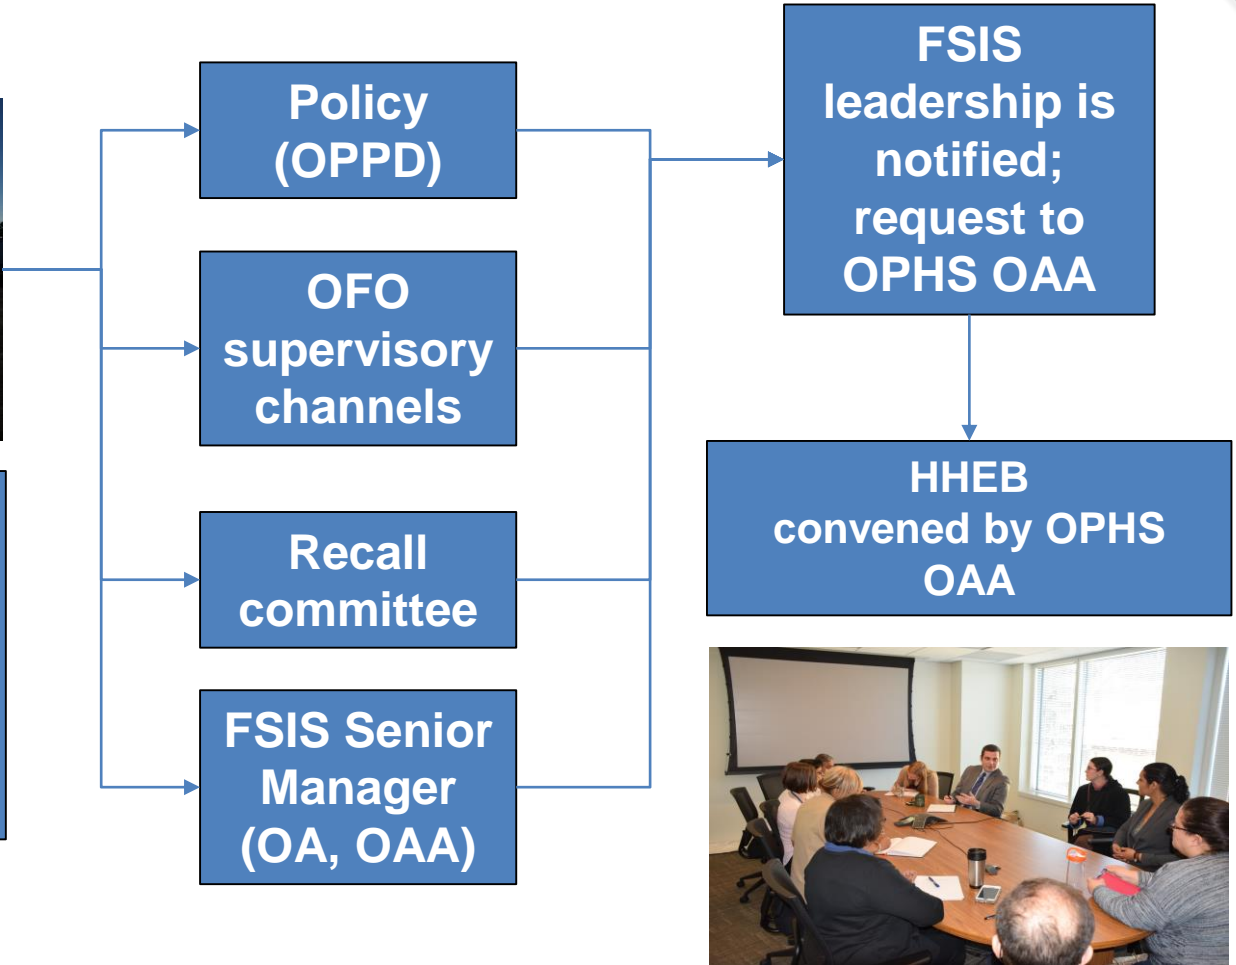 Policy
(OPPD)
OFO
supervisory
channels
Recall
committee
FSIS Senior
Manager
(OA, OAA)
FSIS
leadership is
notified;
request to
OPHS OAA
HHEB
convened by OPHS
OAA